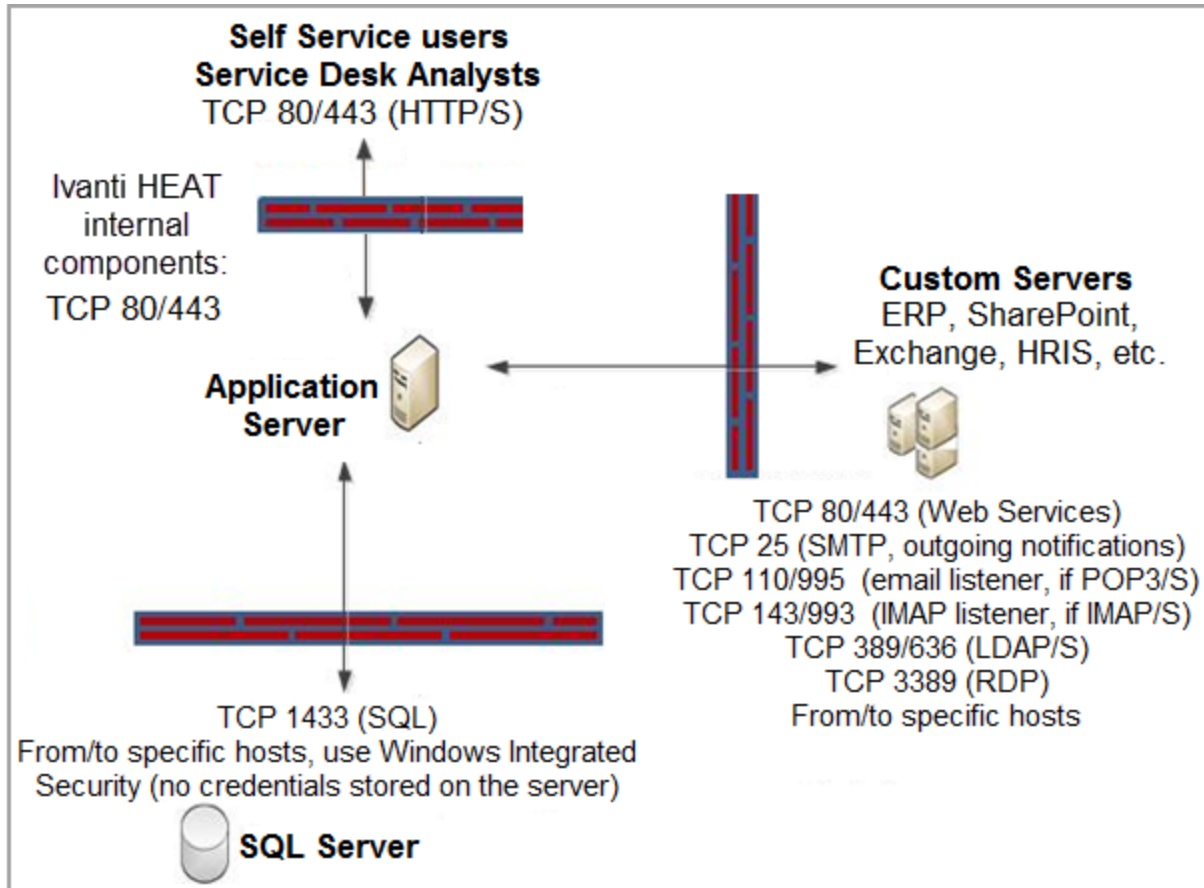 Self Service users
Service Desk Analysts
TCP 80/443 (HTTP/S)
Ivanti HEAT
internal
components:
TCP 80/443
Application
Server
Custom Servers
ERP, SharePoint,
Exchange, HRIS, etc.
TCP 80/443 (Web Services)
TCP 25 (SMTP, outgoing notifications)
TCP 110/995  (email listener, if POP3/S)
TCP 143/993  (IMAP listener, if IMAP/S)
TCP 389/636 (LDAP/S)
TCP 3389 (RDP)
From/to specific hosts
TCP 1433 (SQL)
From/to specific hosts, use Windows Integrated
Security (no credentials stored on the server)
SQL Server